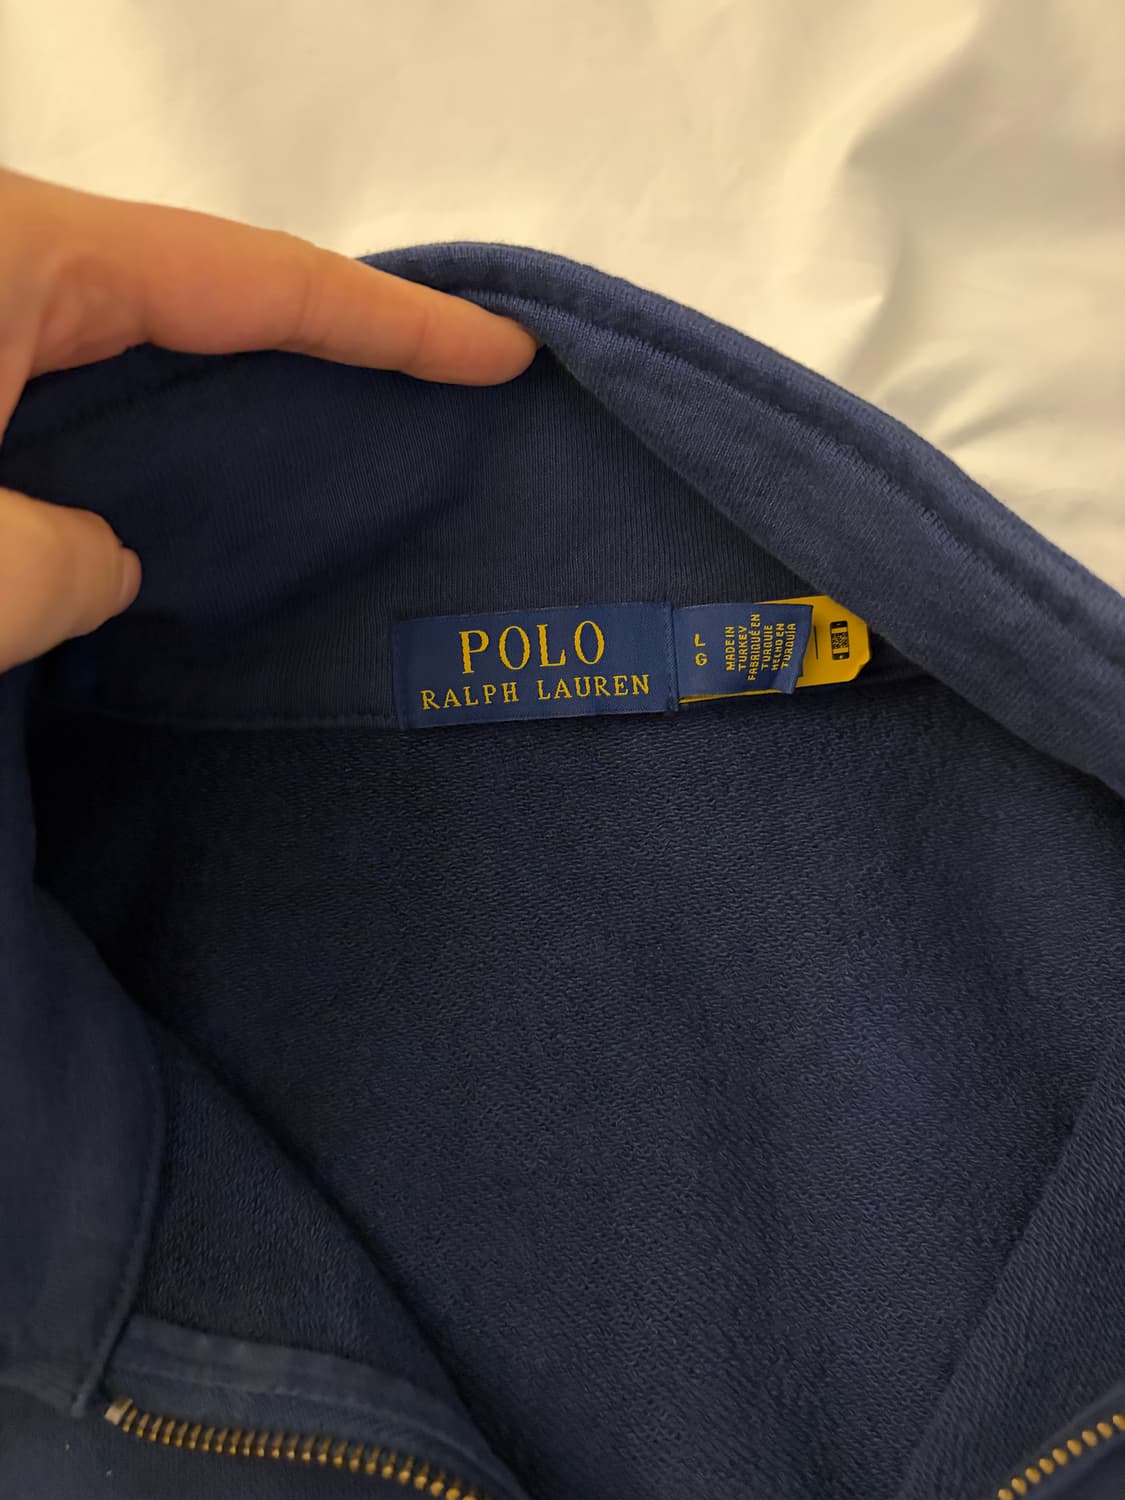 POLO
RALPH LAUREN
L
G
MADE IN
TURKEY
FABRIQUÉ EN
TURQUIE
HECHO EN
TURQUÍA